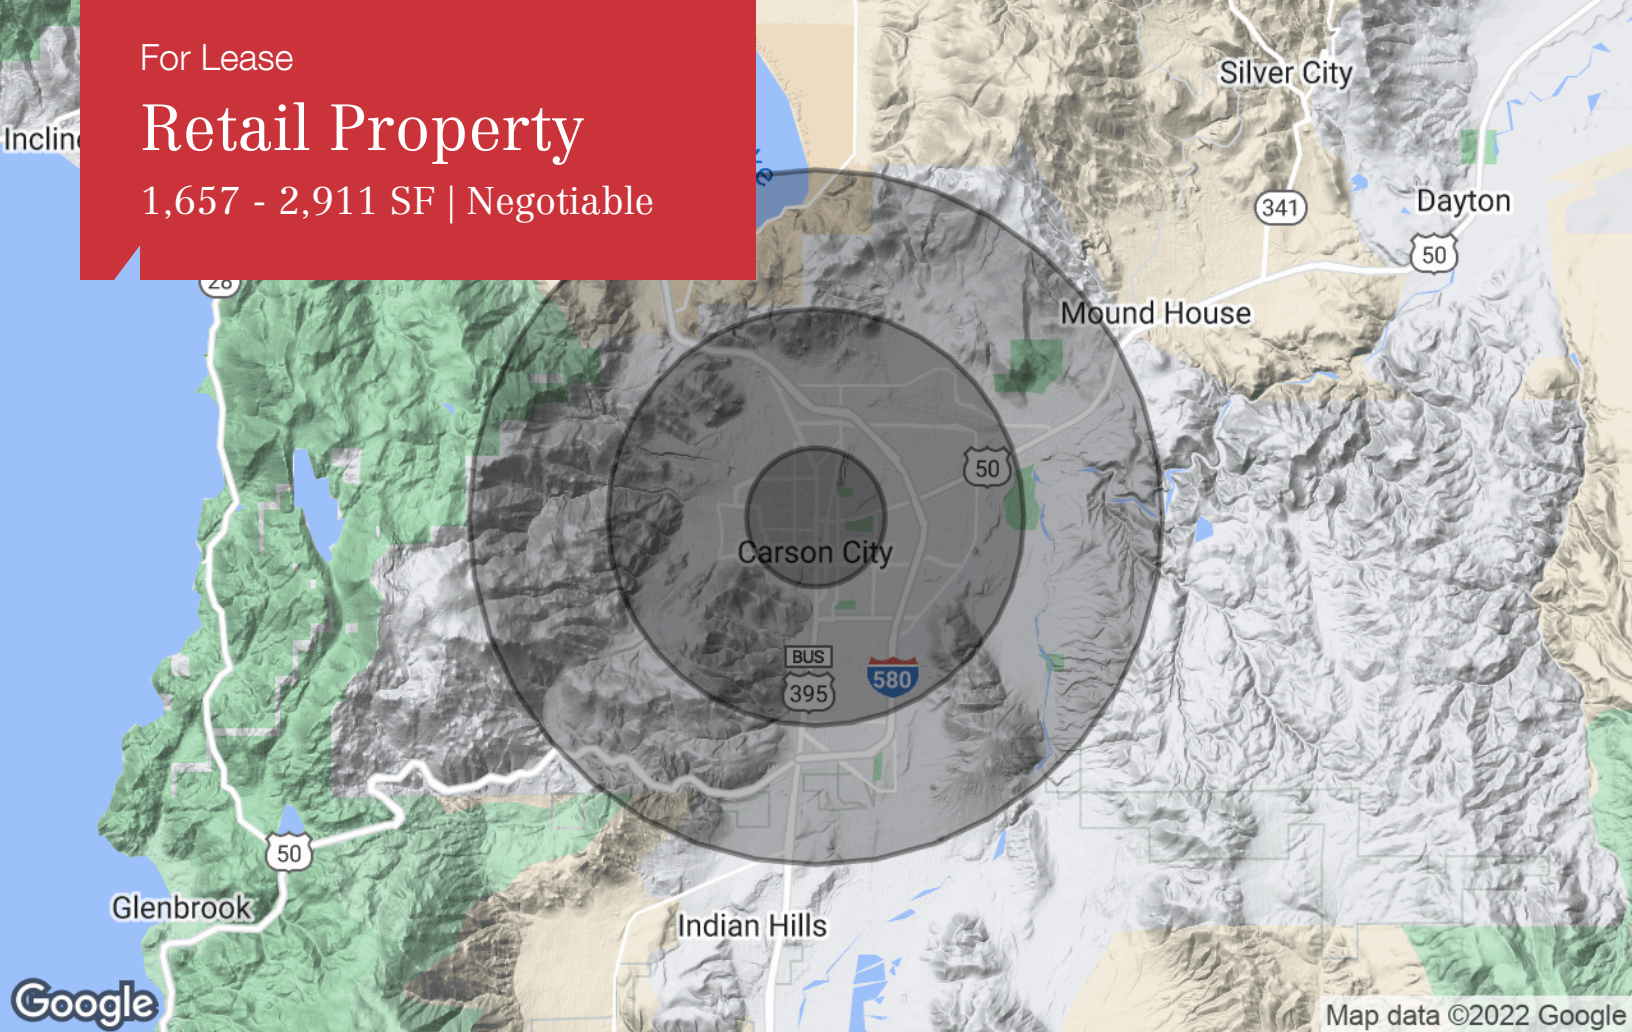 For Lease
Retail Property
1,657 - 2,911 SF | Negotiable
Silver City
Dayton
341
50
28
Mound House
50
Carson City
BUS
395
580
50
Glenbrook
Indian Hills
Google
Map data ©2022 Google